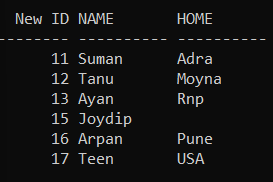 New ID NAME HOME
-------- ---------- ----------
11 Suman Adra
12 Tanu Moyna
13 Ayan Rnp
15 Joydip
16 Arpan Pune
17 Teen USA